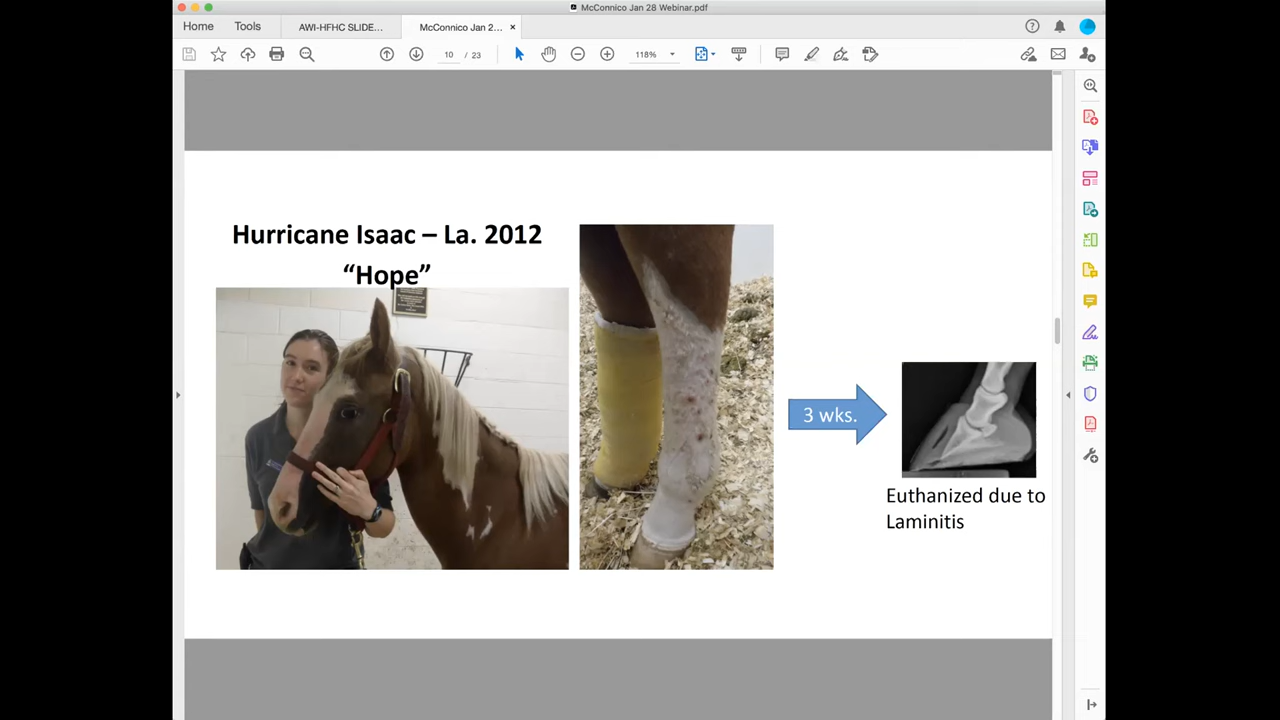 McConnico Jan 28 Webinar.pdf
Home
Tools
AWI-HFHC SLIDE...
McConnico Jan 2...
10 / 23
118%
Hurricane Isaac – La. 2012
“Hope”
3 wks.
Euthanized due to
Laminitis